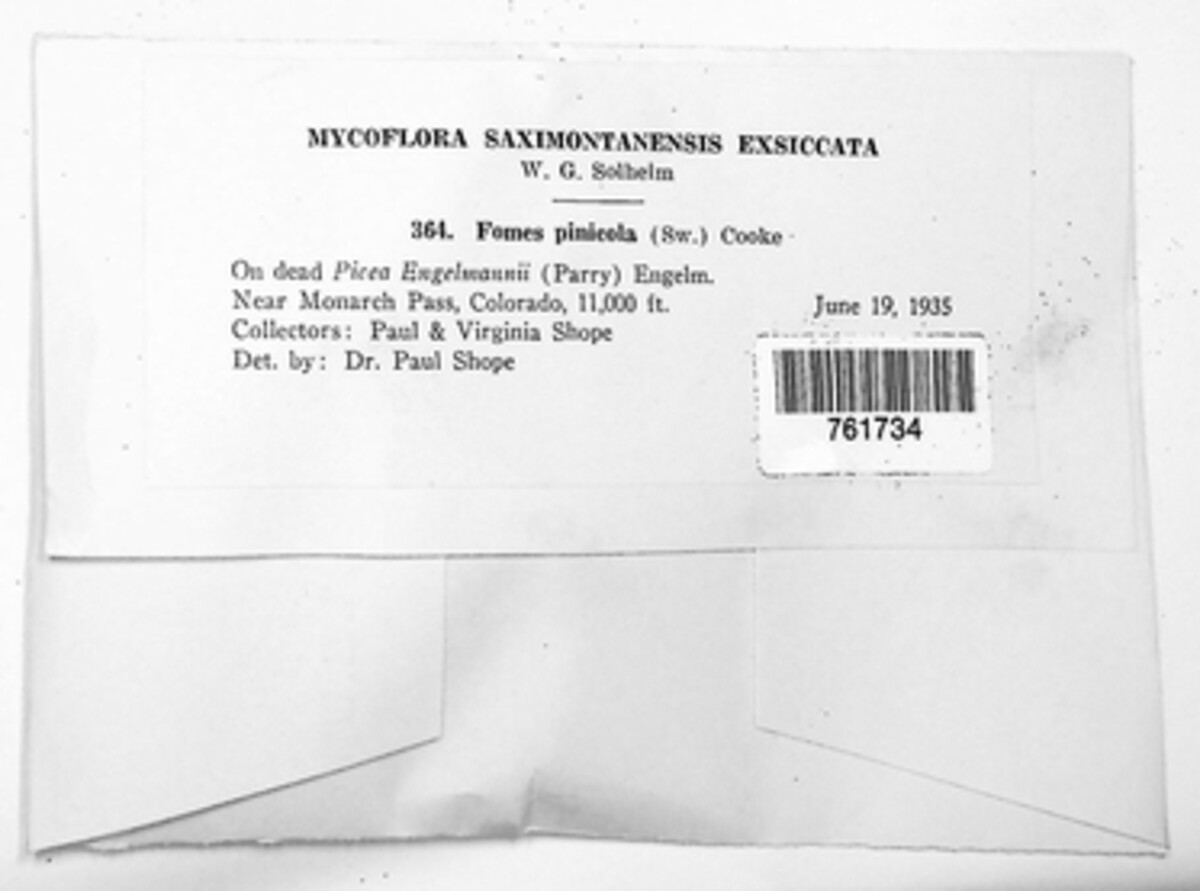 MYCOFLORA SAXIMONTANENSIS EXSICCATA
W. G. Solheim
364. Fomes pinicola (Sw.) Cooke
On dead Picea Engelmannii (Parry) Engelm.
Near Monarch Pass, Colorado, 11,000 ft. June 19, 1935
Collectors: Paul & Virginia Shope
Det. by: Dr. Paul Shope
761734